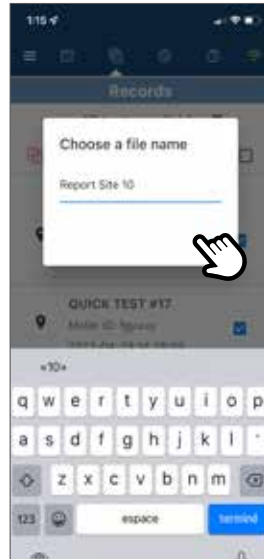 1:15
Records
Choose a file name
Report Site 10
QUICK TEST #17
«10»
q w e r t y u i o p
a s d f g h j k l '
z x c v b n m
123 espace terminé